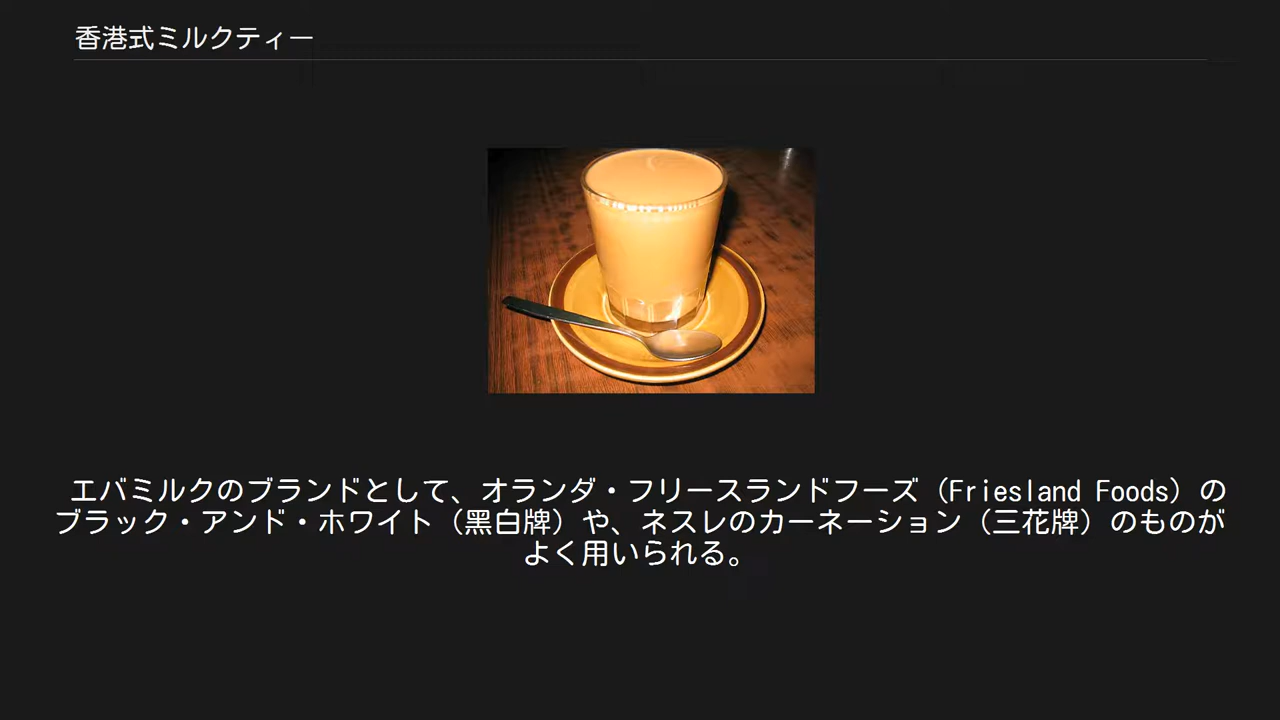 香港式ミルクティー
エバミルクのブランドとして、オランダ・フリースランドフーズ（Friesland Foods）の
ブラック・アンド・ホワイト（黑白牌）や、ネスレのカーネーション（三花牌）のものが
よく用いられる。